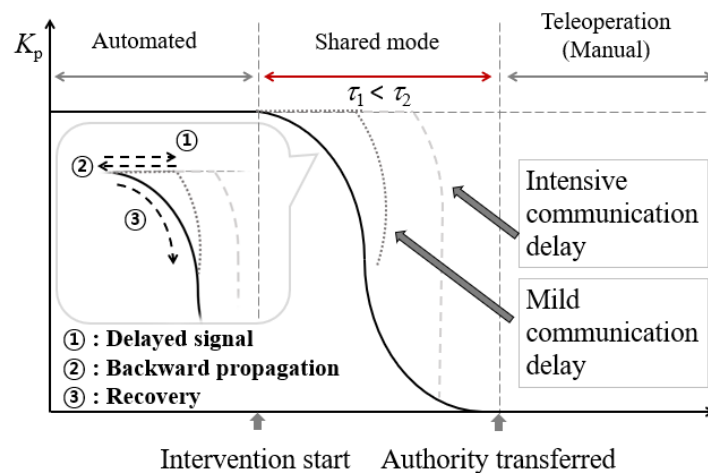 Kp
Automated
Shared mode
Teleoperation
(Manual)
τ1 < τ2
①
②
③
Intensive
communication
delay
Mild
communication
delay
① : Delayed signal
② : Backward propagation
③ : Recovery
Intervention start
Authority transferred